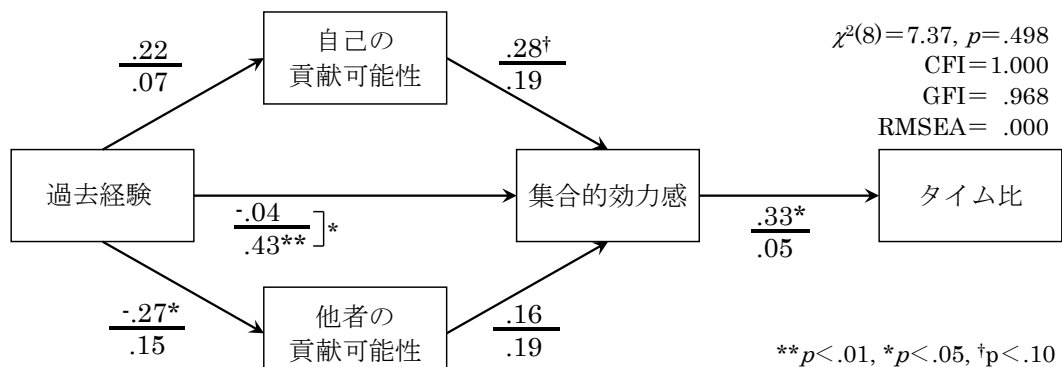 .22
.07
自己の
貢献可能性
.28†
.19
χ²(8)=7.37, p=.498
CFI=1.000
GFI= .968
RMSEA= .000
過去経験
-.04
.43**
*
集合的効力感
.33*
.05
タイム比
-.27*
.15
他者の
貢献可能性
.16
.19
**p<.01, *p<.05, †p<.10